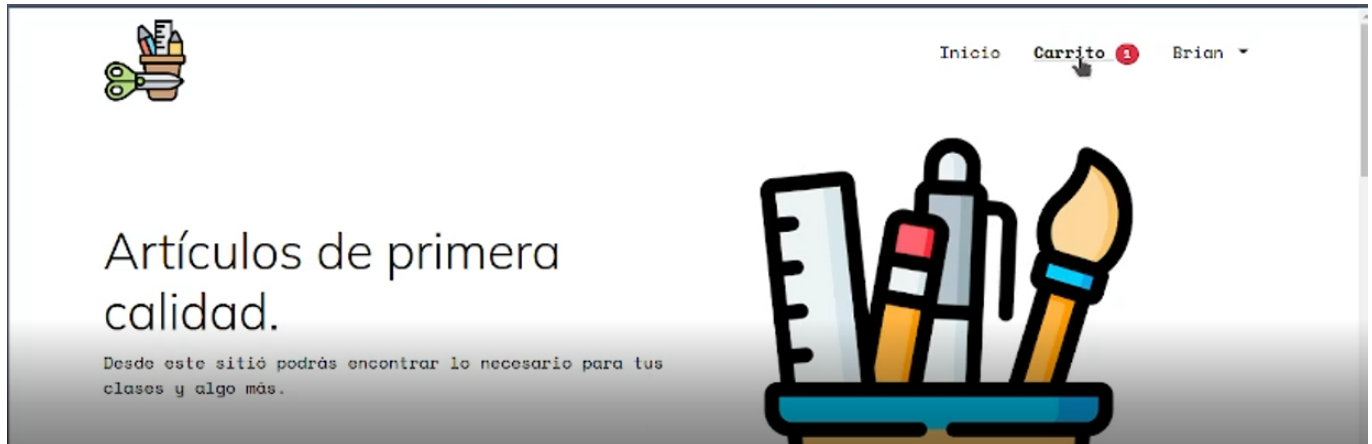 Inicio Carrito 1 Brian
Artículos de primera
calidad.
Desde este sitió podrás encontrar lo necesario para tus
clases y algo más.